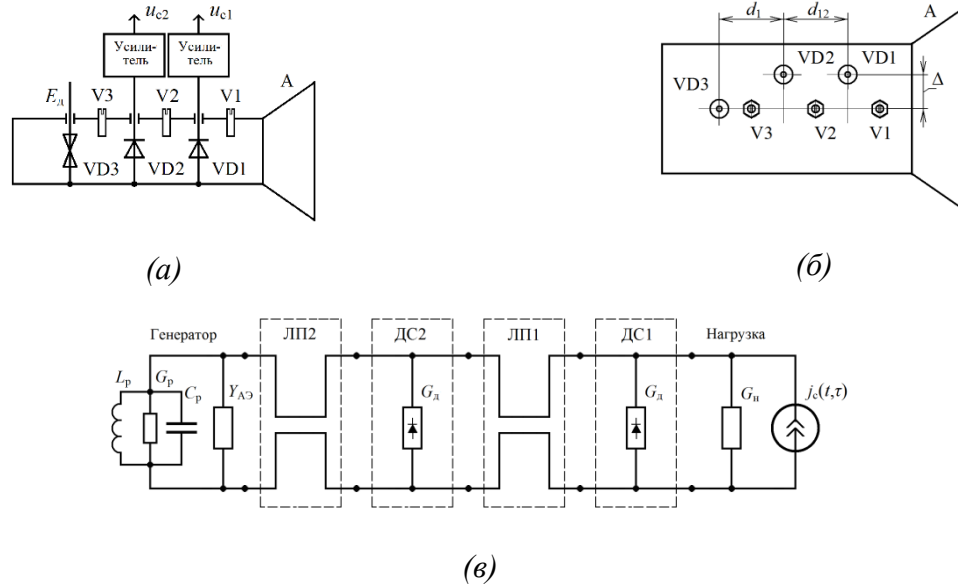 u_c2 u_c1
Усили-
тель
Усили-
тель
E_д V3 V2 V1 A
VD3 VD2 VD1
(а)
d_1 d_12 A
VD2 VD1 Δ
VD3
V3 V2 V1
(б)
Генератор ЛП2 ДС2 ЛП1 ДС1 Нагрузка
L_р G_р C_р Y_АЭ G_д G_д G_н j_c(t,τ)
(в)